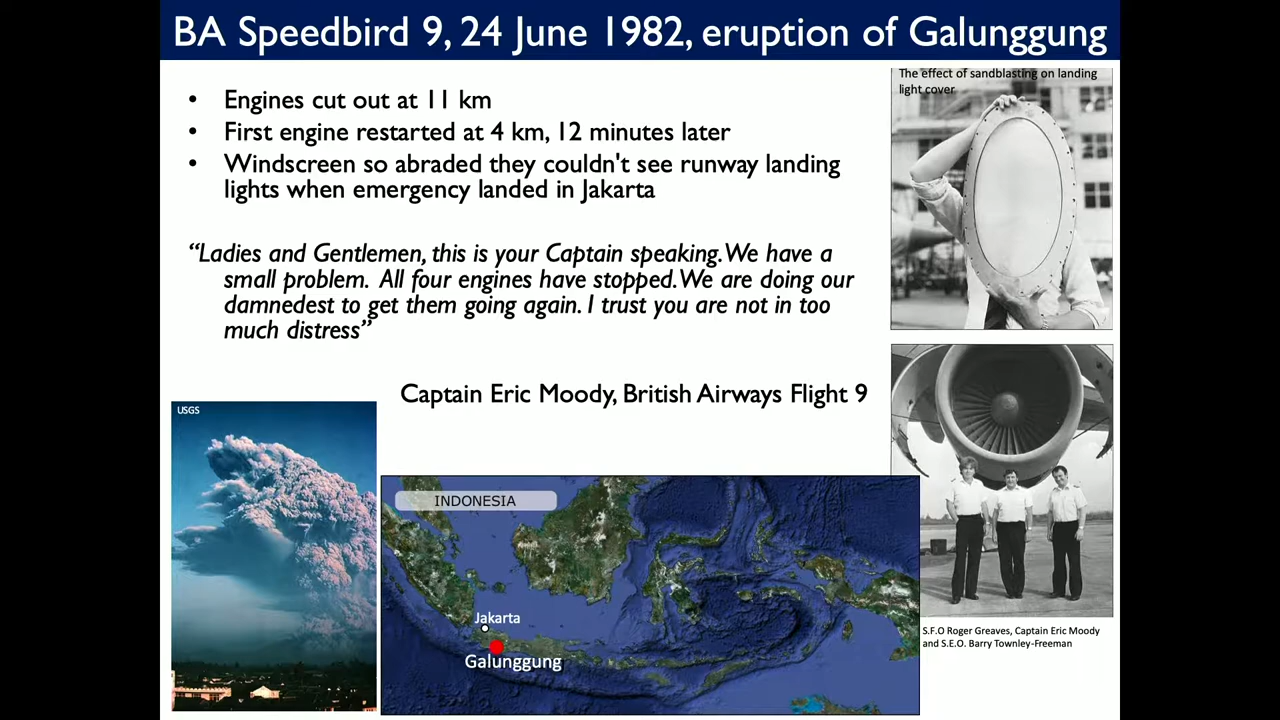 BA Speedbird 9, 24 June 1982, eruption of Galunggung
• Engines cut out at 11 km
• First engine restarted at 4 km, 12 minutes later
• Windscreen so abraded they couldn't see runway landing
lights when emergency landed in Jakarta
“Ladies and Gentlemen, this is your Captain speaking. We have a
small problem. All four engines have stopped. We are doing our
damnedest to get them going again. I trust you are not in too
much distress”
Captain Eric Moody, British Airways Flight 9
The effect of sandblasting on landing
light cover
USGS
INDONESIA
Jakarta
Galunggung
S.F.O Roger Greaves, Captain Eric Moody
and S.E.O. Barry Townley-Freeman